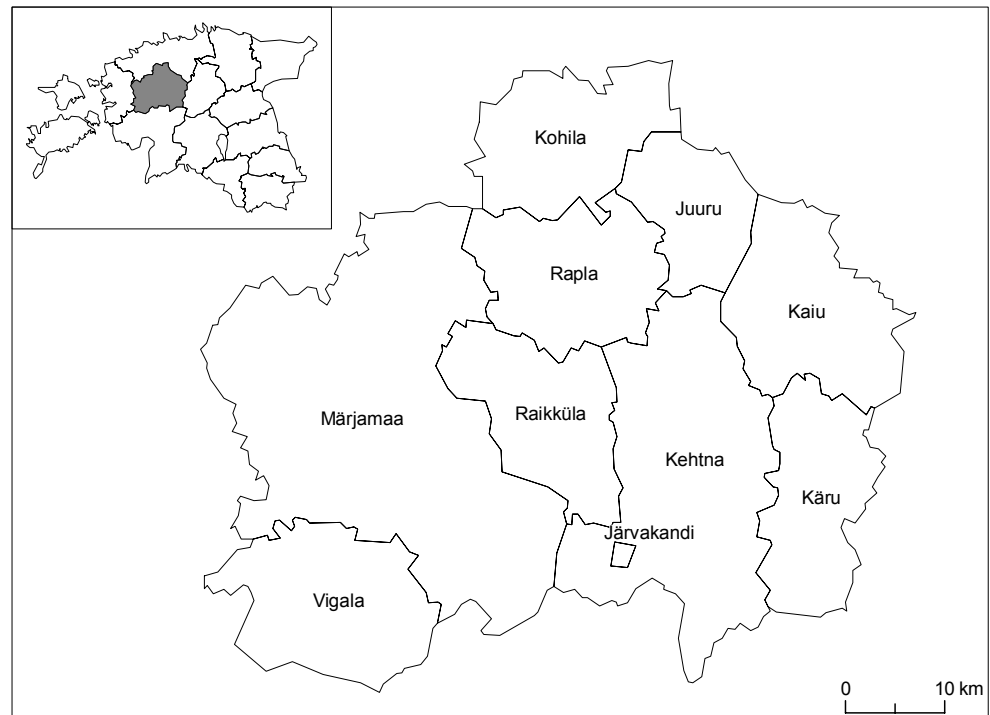 Kohila
Juuru
Rapla
Kaiu
Märjamaa
Raikküla
Kehtna
Käru
Järvakandi
Vigala
0 10 km